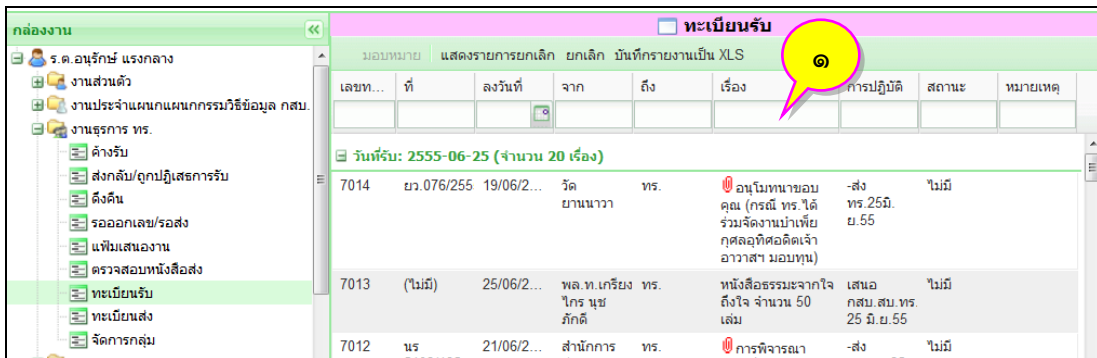 กล่องงาน
ร.ต.อนุรักษ์ แรงกลาง
งานส่วนตัว
งานประจำแผนกแผนกกรรมวิธีข้อมูล กสบ.
งานธุรการ ทร.
ค้างรับ
ส่งกลับ/ถูกปฏิเสธการรับ
ดึงคืน
รอออกเลข/รอส่ง
แฟ้มเสนองาน
ตรวจสอบหนังสือส่ง
ทะเบียนรับ
ทะเบียนส่ง
จัดการกลุ่ม
ทะเบียนรับ
มอบหมาย แสดงรายการยกเลิก ยกเลิก บันทึกรายงานเป็น XLS
๑
เลขท... ที่ ลงวันที่ จาก ถึง เรื่อง การปฏิบัติ สถานะ หมายเหตุ
วันที่รับ: 2555-06-25 (จำนวน 20 เรื่อง)
7014 ยว.076/255 19/06/2... วัด ทร. อนุโมทนาขอบ -ส่ง ไม่มี
ยานนาวา คุณ (กรณี ทร.ได้ ทร.25มิ.
ร่วมจัดงานบำเพ็ย ย.55
กุศลอุทิศอดีตเจ้า
อาวาสฯ มอบทุน)
7013 (ไม่มี) 25/06/2... พล.ท.เกรียง ทร. หนังสือธรรมะจากใจ เสนอ ไม่มี
ไกร นุช ถึงใจ จำนวน 50 กสบ.สบ.ทร.
ภักดี เล่ม 25 มิ.ย.55
7012 นร 21/06/2... สำนักการ ทร. การพิจารณา -ส่ง ไม่มี